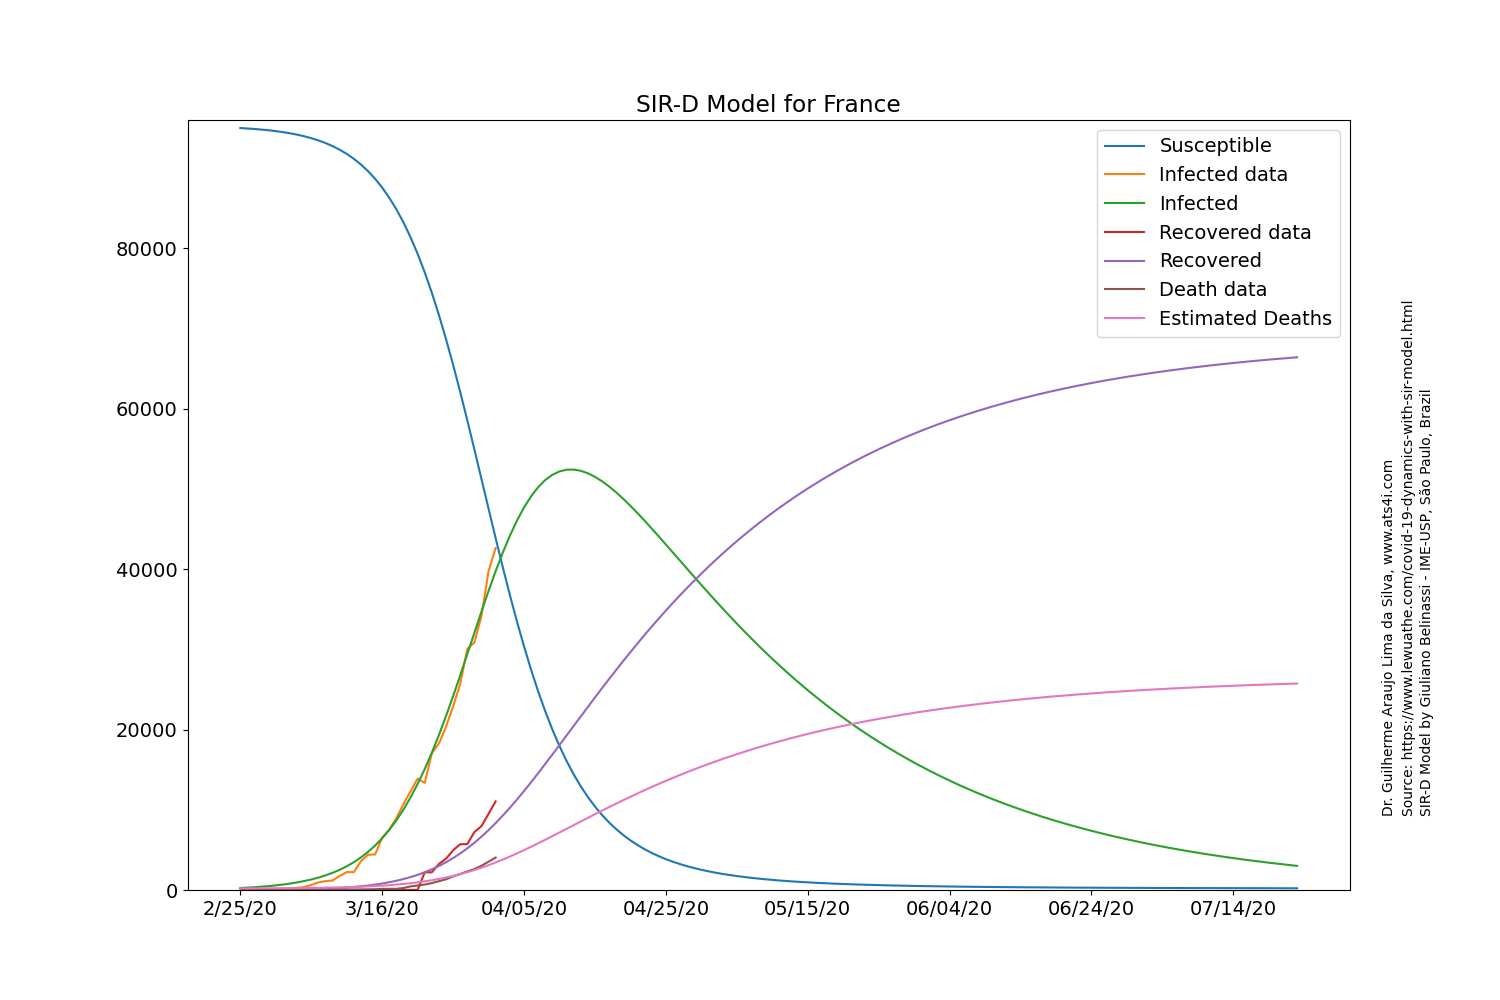 SIR-D Model for France
Susceptible
Infected data
Infected
Recovered data
Recovered
Death data
Estimated Deaths
80000
60000
40000
20000
0
2/25/20
3/16/20
04/05/20
04/25/20
05/15/20
06/04/20
06/24/20
07/14/20
Dr. Guilherme Araujo Lima da Silva, www.ats4i.com
Source: https://www.lewuathe.com/covid-19-dynamics-with-sir-model.html
SIR-D Model by Giuliano Belinassi - IME-USP, São Paulo, Brazil